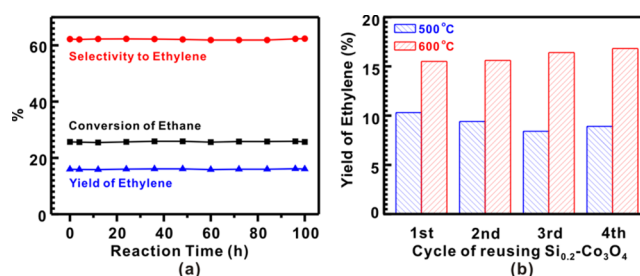 60
40
20
0
%
Selectivity to Ethylene
Conversion of Ethane
Yield of Ethylene
0 20 40 60 80 100
Reaction Time (h)
(a)
20
15
10
5
0
Yield of Ethylene (%)
500 °C
600 °C
1st 2nd 3rd 4th
Cycle of reusing Si0.2-Co3O4
(b)